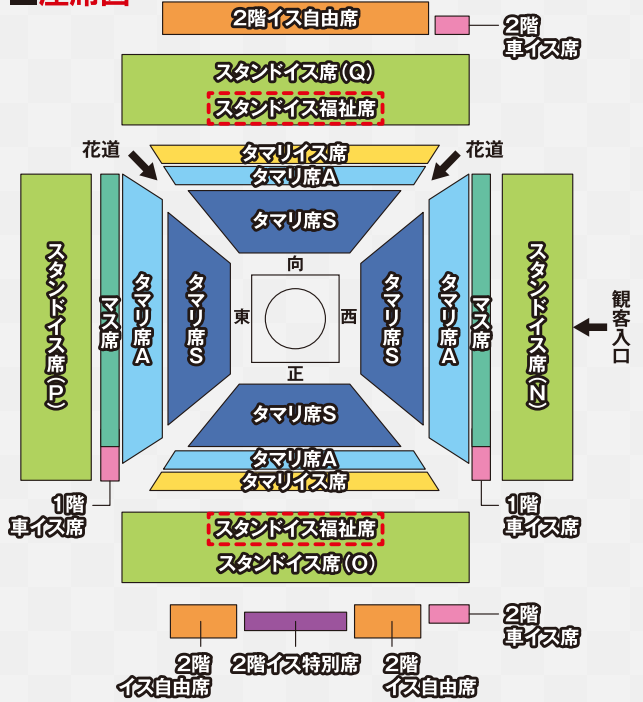 ■座席図
2階イス自由席
2階
車イス席
スタンドイス席(Q)
スタンドイス福祉席
花道
花道
タマリイス席
タマリ席A
タマリ席S
スタンドイス席(P)
マス席
タマリ席A
タマリ席S
向
東
西
正
タマリ席S
タマリ席A
マス席
スタンドイス席(N)
観客入口
タマリ席S
タマリ席A
タマリイス席
1階
車イス席
1階
車イス席
スタンドイス福祉席
スタンドイス席(O)
2階
車イス席
2階
イス自由席
2階イス特別席
2階
イス自由席